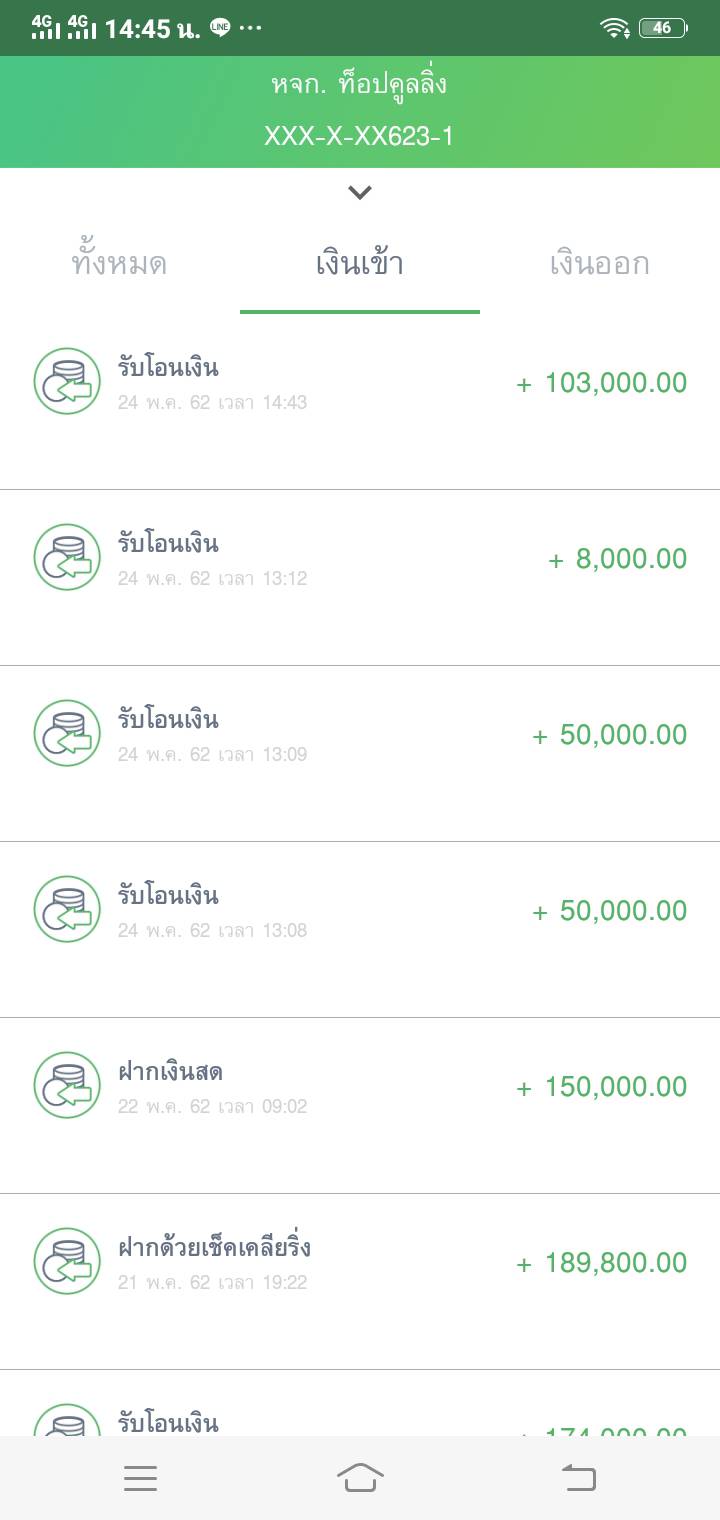 4G 4G 14:45 น. LINE ... 46
หจก. ท็อปคูลลิ่ง
XXX-X-XX623-1
ทั้งหมด เงินเข้า เงินออก
รับโอนเงิน
24 พ.ค. 62 เวลา 14:43
+ 103,000.00
รับโอนเงิน
24 พ.ค. 62 เวลา 13:12
+ 8,000.00
รับโอนเงิน
24 พ.ค. 62 เวลา 13:09
+ 50,000.00
รับโอนเงิน
24 พ.ค. 62 เวลา 13:08
+ 50,000.00
ฝากเงินสด
22 พ.ค. 62 เวลา 09:02
+ 150,000.00
ฝากด้วยเช็คเคลียริ่ง
21 พ.ค. 62 เวลา 19:22
+ 189,800.00
รับโอนเงิน